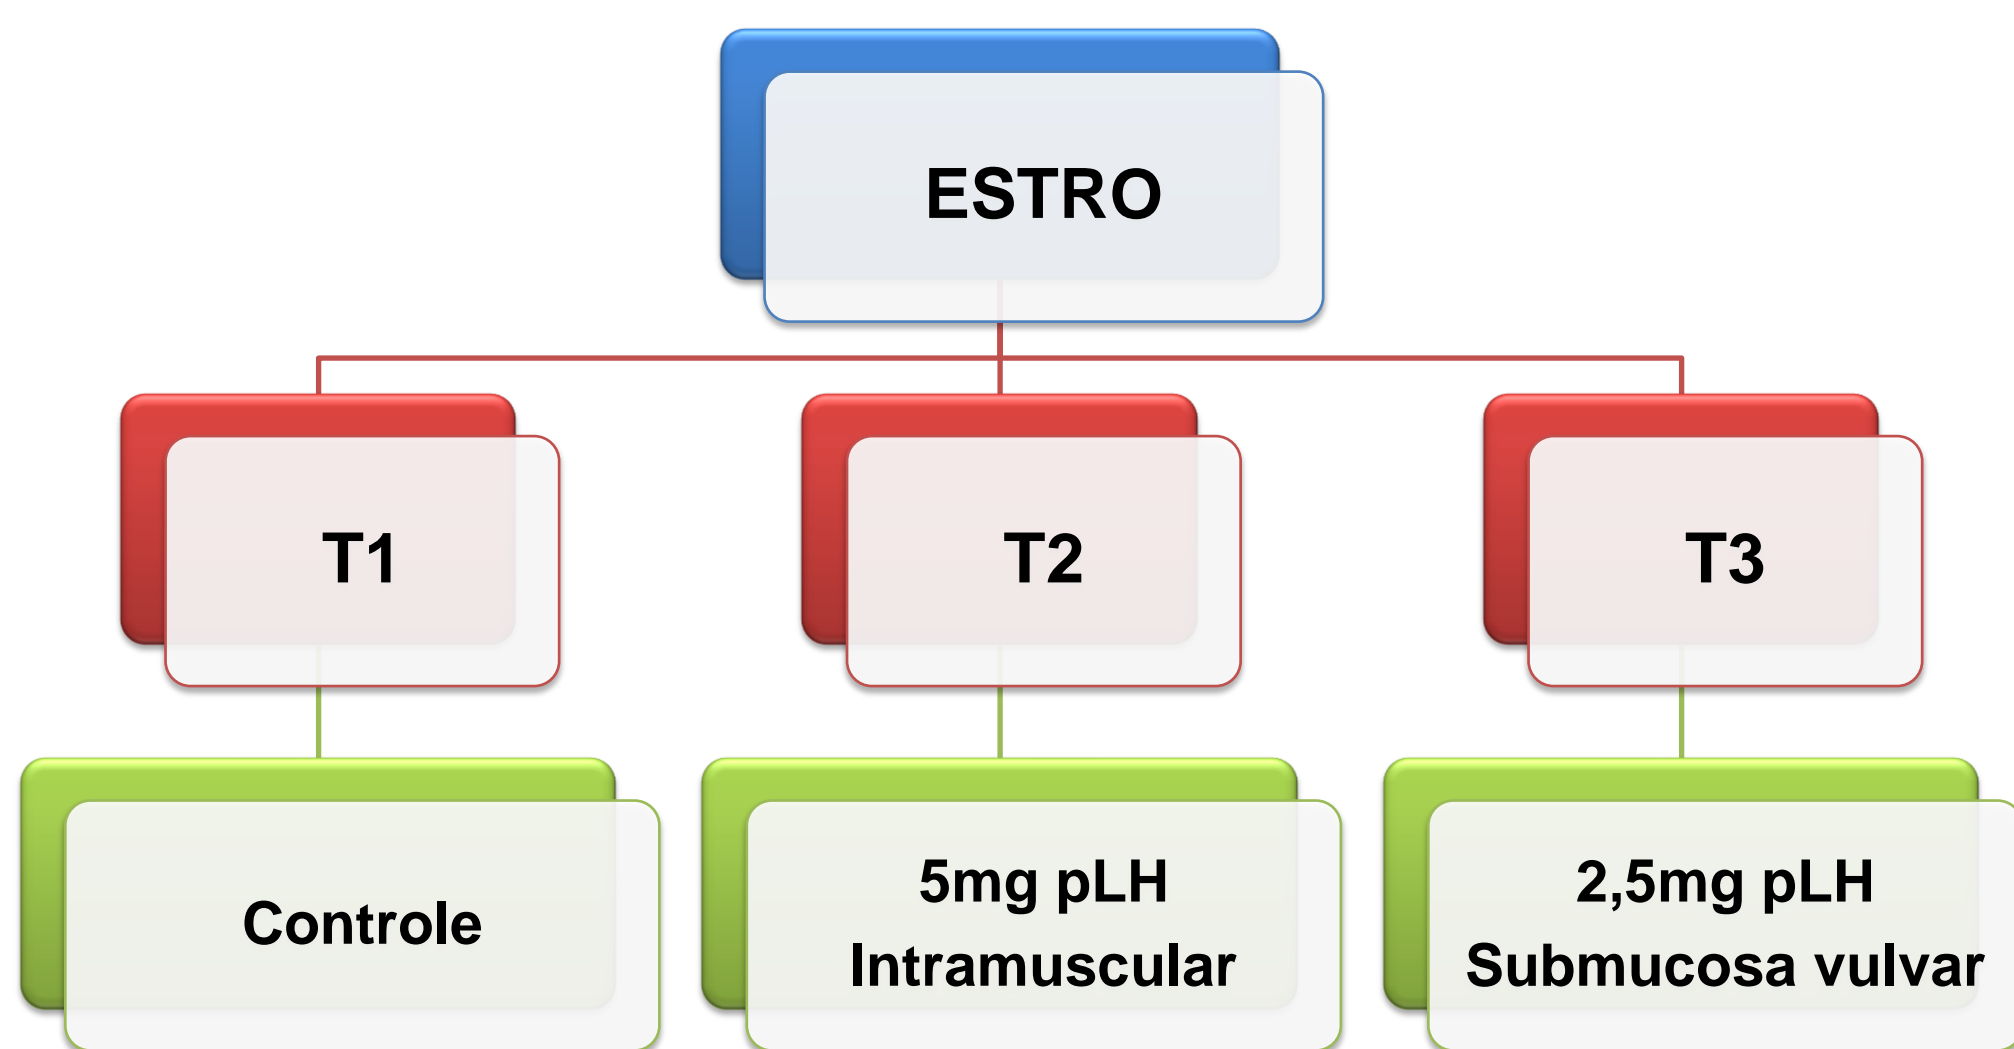 ESTRO
T1
T2
T3
Controle
5mg pLH
Intramuscular
2,5mg pLH
Submucosa vulvar